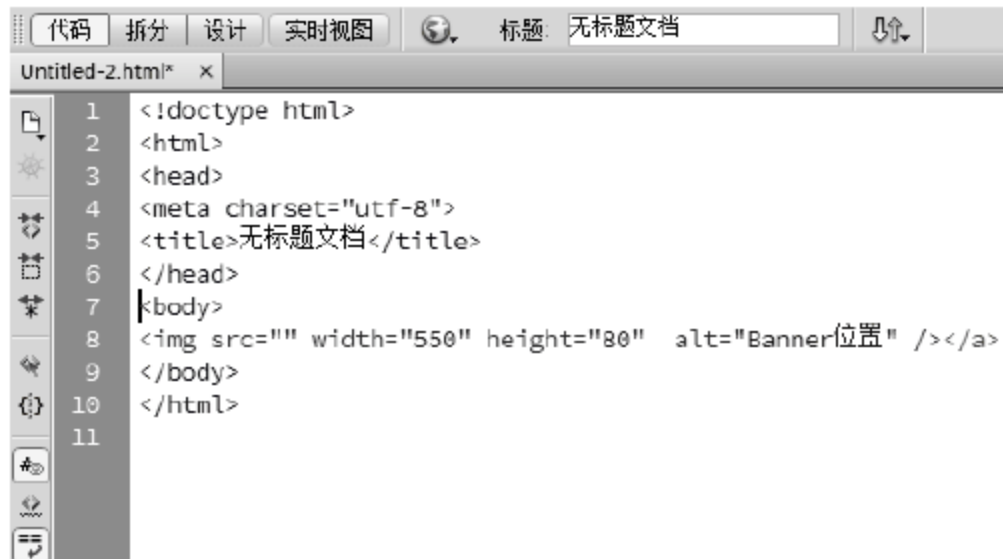 代码 拆分 设计 实时视图 标题: 无标题文档
Untitled-2.html* ×
1 <!doctype html>
2 <html>
3 <head>
4 <meta charset="utf-8">
5 <title>无标题文档</title>
6 </head>
7 <body>
8 <img src="" width="550" height="80"  alt="Banner位置" /></a>
9 </body>
10 </html>
11